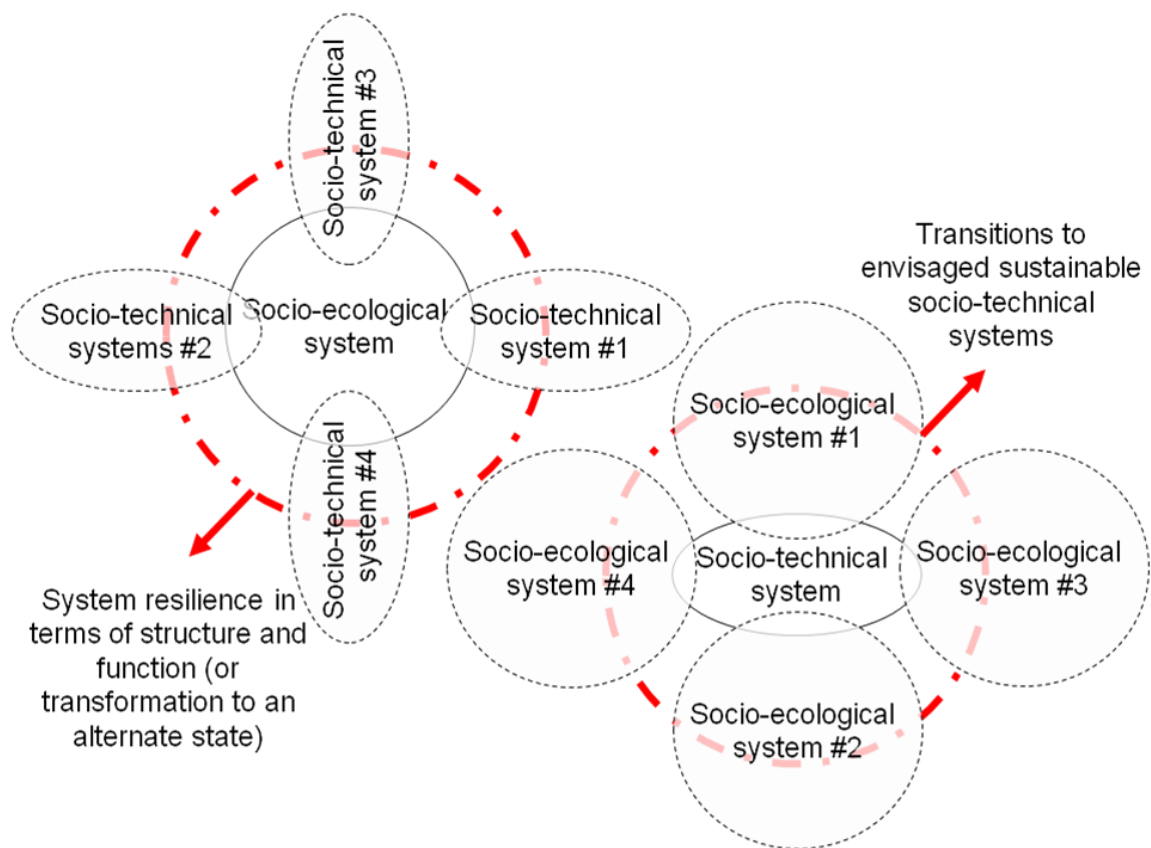 Socio-technical
system #3
Socio-technical
systems #2
Socio-ecological
system
Socio-technical
system #1
Socio-technical
system #4
System resilience in
terms of structure and
function (or
transformation to an
alternate state)
Transitions to
envisaged sustainable
socio-technical
systems
Socio-ecological
system #1
Socio-ecological
system #4
Socio-technical
system
Socio-ecological
system #3
Socio-ecological
system #2